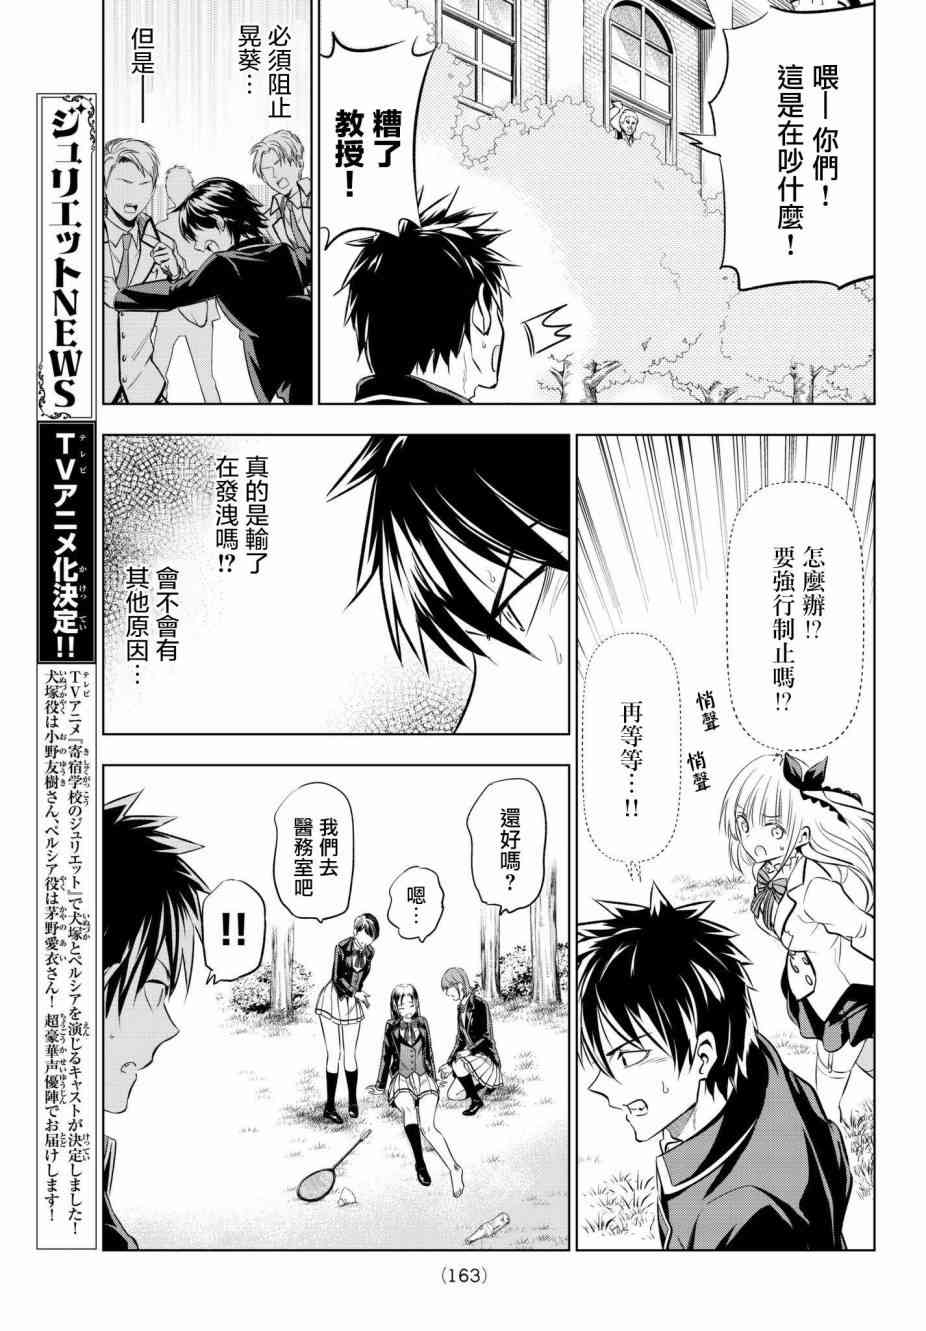 喂—你們！
這是在吵什麼！
糟了
教授！
必須阻止
晃葵…
但是——
怎麼辦!?
要強行制止嗎!?
悄聲
悄聲
再等等…!!
真的是輸了
在發洩嗎!?
會不會有
其他原因…
還好嗎？
嗯…
我們去
醫務室吧
!!
ジュリエットNEWS
TVアニメ化決定!!
TVアニメ『寄宿学校のジュリエット』で犬塚とペルシアを演じるキャストが決定しました！
犬塚役は小野友樹さん、ペルシア役は茅野愛衣さん！ 超豪華声優陣でお届けします！
(163)